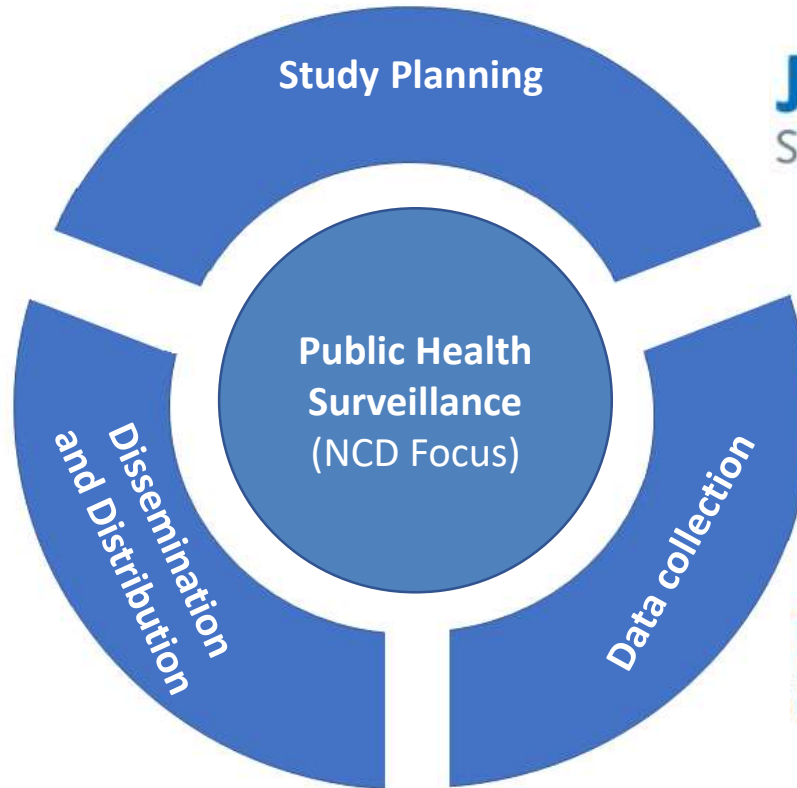 Study Planning
J
S
Public Health
Surveillance
(NCD Focus)
Dissemination
and Distribution
Data collection